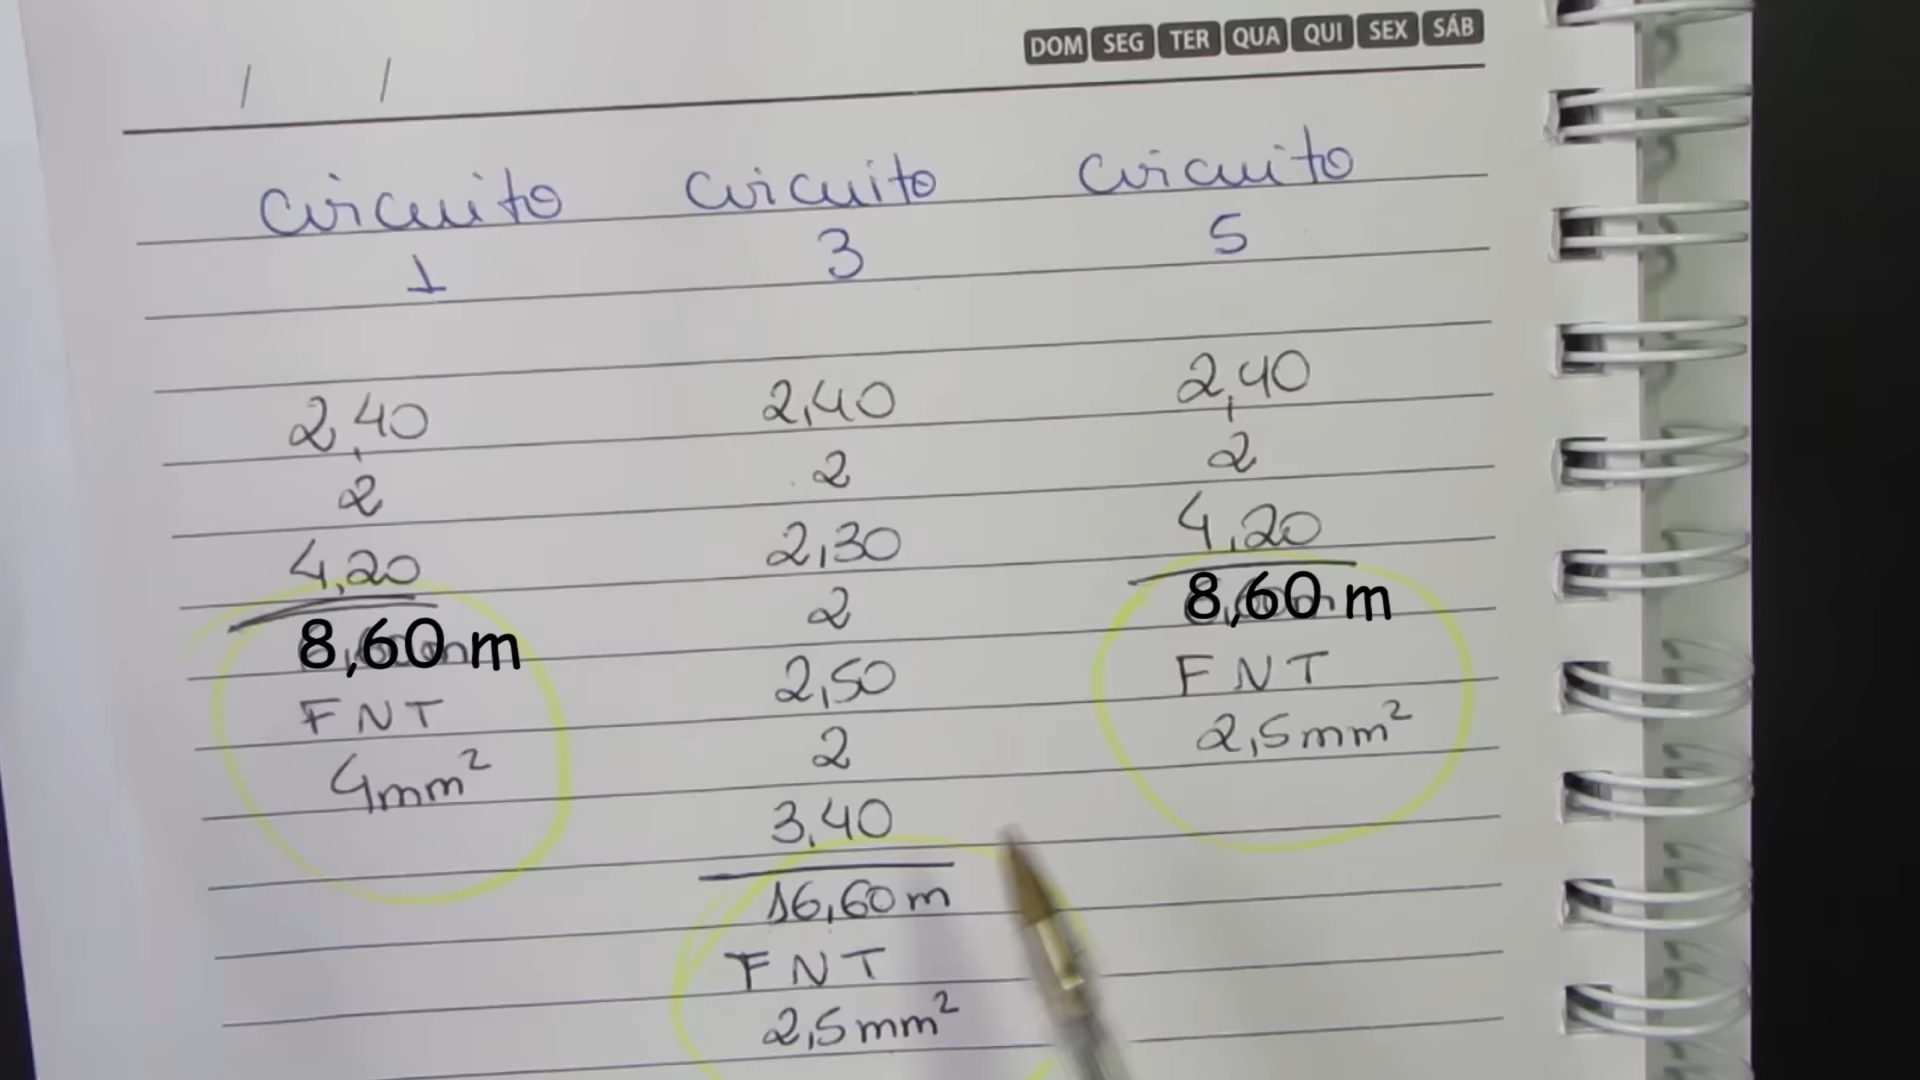 DOM SEG TER QUA QUI SEX SÁB
/ /
Circuito 1
2,40
2
4,20
8,60 m
FNT
4mm²
Circuito 3
2,40
2
2,30
2
2,50
2
3,40
16,60 m
FNT
2,5mm²
Circuito 5
2,40
2
4,20
8,60 m
FNT
2,5mm²